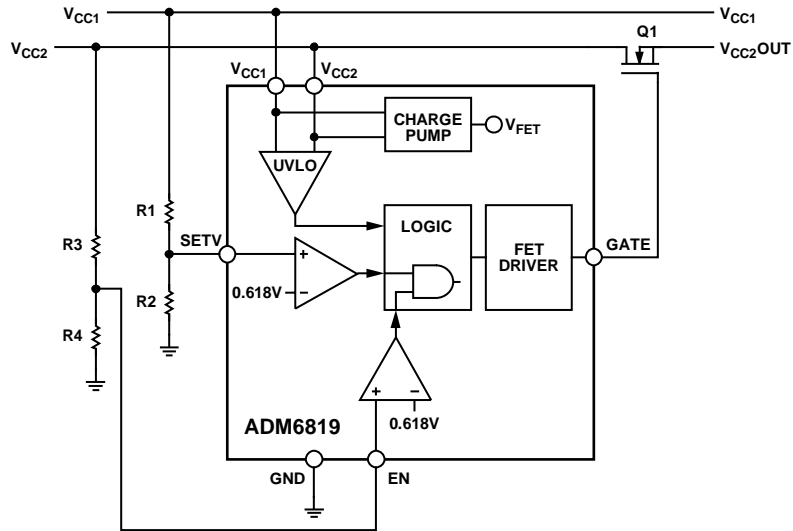 VCC1
VCC1
VCC2
Q1
VCC2OUT
VCC1
VCC2
CHARGE
PUMP
VFET
UVLO
R1
LOGIC
SETV
FET
DRIVER
GATE
R3
+
–
0.618V
R2
R4
+
–
0.618V
ADM6819
GND
EN